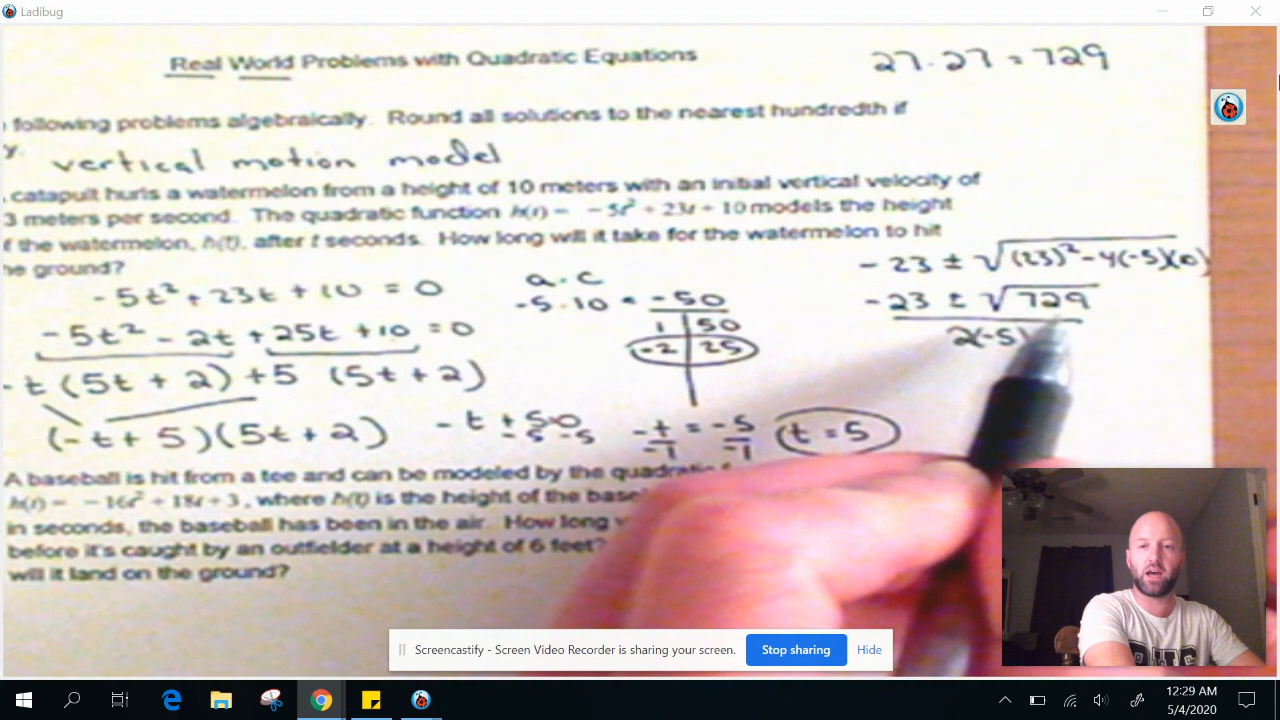 Ladibug
Real World Problems with Quadratic Equations
27·27 = 729
following problems algebraically. Round all solutions to the nearest hundredth if
y.
vertical motion model
catapult hurls a watermelon from a height of 10 meters with an initial vertical velocity of
3 meters per second. The quadratic function h(t) = -5t² + 23t + 10 models the height
f the watermelon, h(t), after t seconds. How long will it take for the watermelon to hit
he ground?
-5t² + 23t + 10 = 0
-5t² - 2t + 25t + 10 = 0
-t (5t + 2) + 5 (5t + 2)
(-t + 5)(5t + 2)
a·c
-5·10 = -50
1 | 50
-2 | 25
-t + 5 = 0
-5 -5
-t = -5
-1 -1
t = 5
-23 ± √(23)² - 4(-5)(10)
-23 ± √729
2(-5)
A baseball is hit from a tee and can be modeled by the quadratic f
h(t) = -16t² + 18t + 3, where h(t) is the height of the base
in seconds, the baseball has been in the air. How long
before it's caught by an outfielder at a height of 6 feet?
will it land on the ground?
Screencastify - Screen Video Recorder is sharing your screen.
Stop sharing
Hide
12:29 AM
5/4/2020